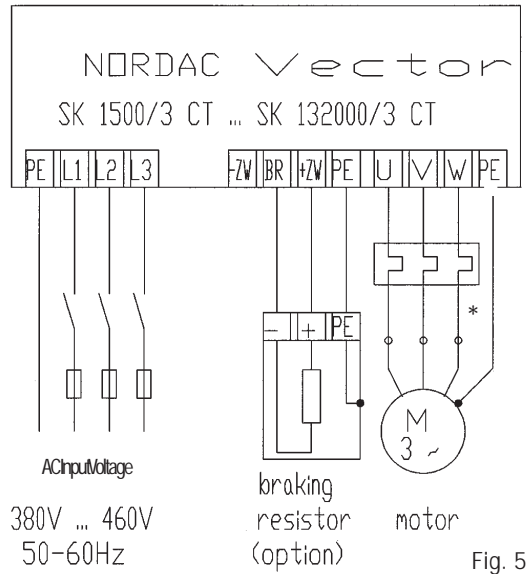 NORDAC Vector
SK 1500/3 CT ... SK 132000/3 CT
PE L1 L2 L3 -ZW BR +ZW PE U V W PE
*
- + PE
M
3 ~
ACInputVoltage
380V ... 460V
50-60Hz
braking
resistor
(option)
motor
Fig. 5